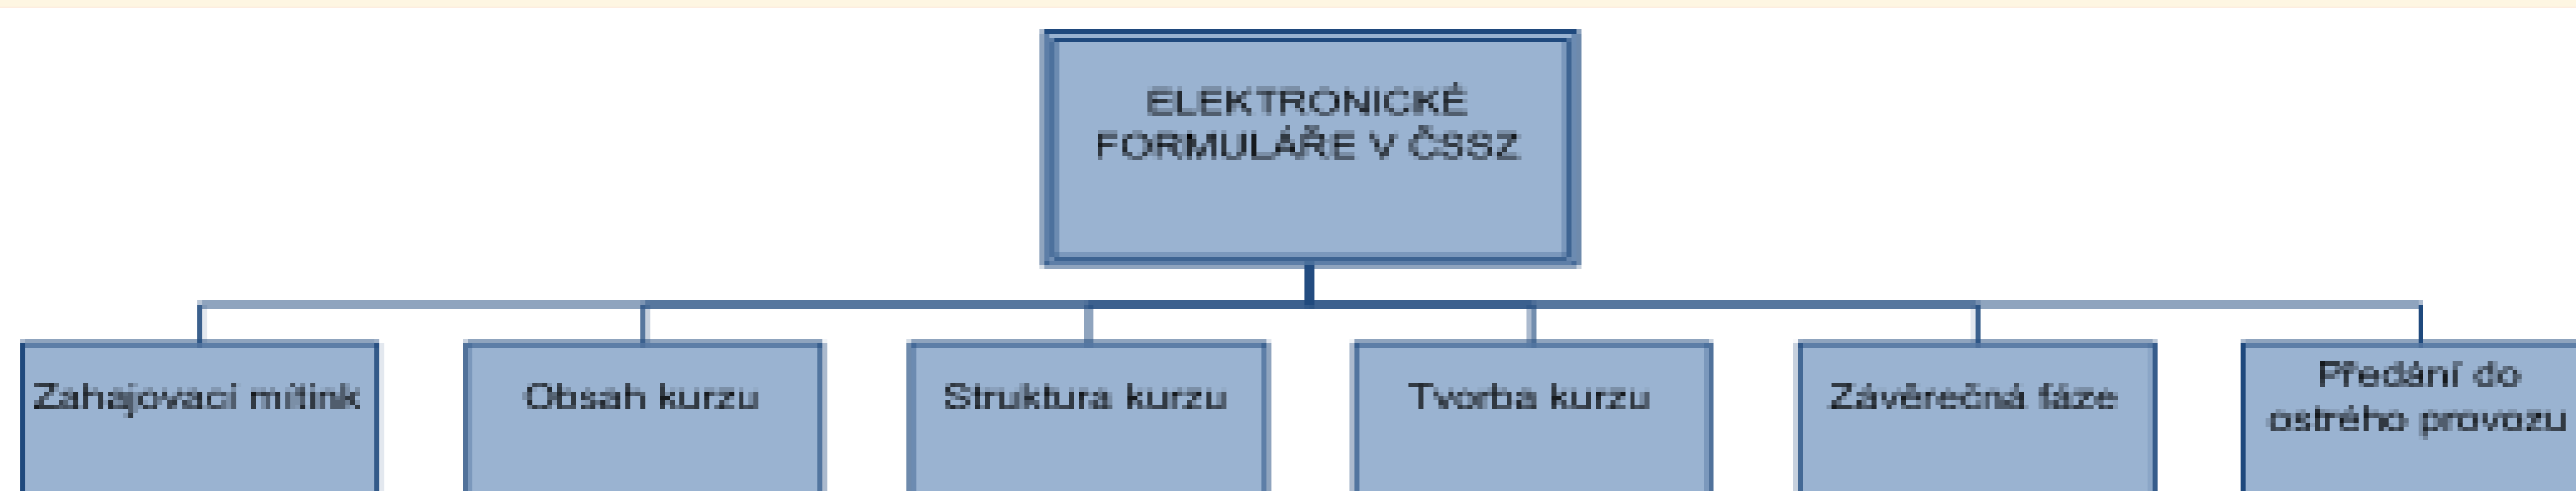 ELEKTRONICKÉ
FORMULÁŘE V ČSSZ
Zahajovací mítink
Obsah kurzu
Struktura kurzu
Tvorba kurzu
Závěrečná fáze
Předání do
ostrého provozu